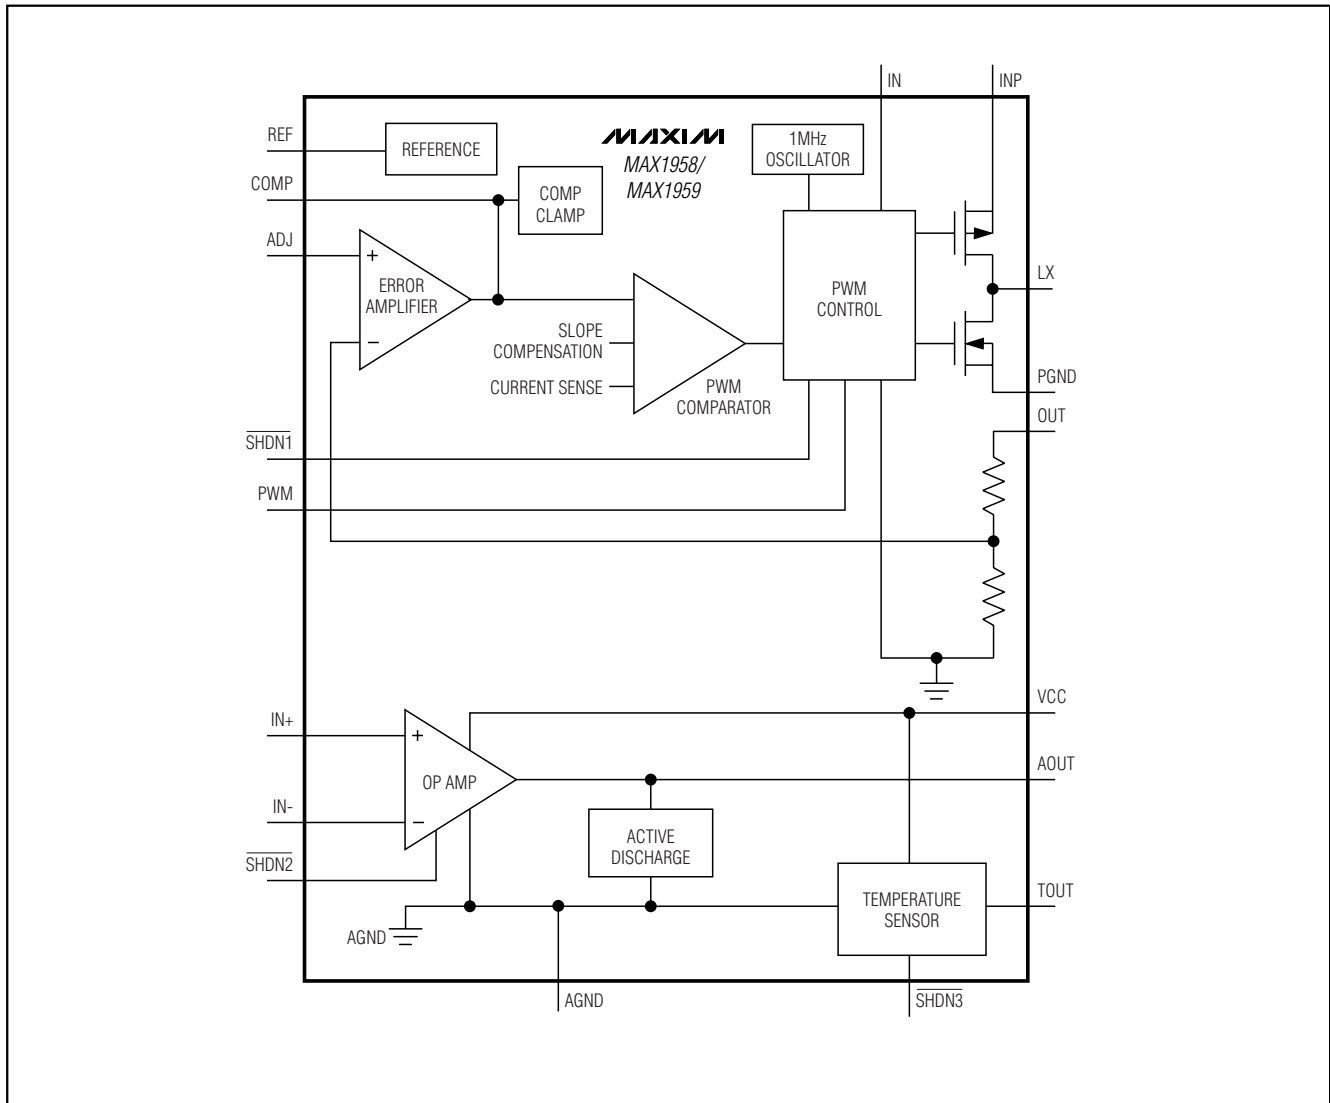 IN
INP
REF
REFERENCE
MAXIM
MAX1958/
MAX1959
1MHz
OSCILLATOR
COMP
COMP
CLAMP
ADJ
+
ERROR
AMPLIFIER
−
SLOPE
COMPENSATION
CURRENT SENSE
PWM
COMPARATOR
PWM
CONTROL
LX
PGND
OUT
SHDN1
PWM
VCC
IN+
+
OP AMP
−
AOUT
IN-
ACTIVE
DISCHARGE
SHDN2
TEMPERATURE
SENSOR
TOUT
AGND
AGND
SHDN3